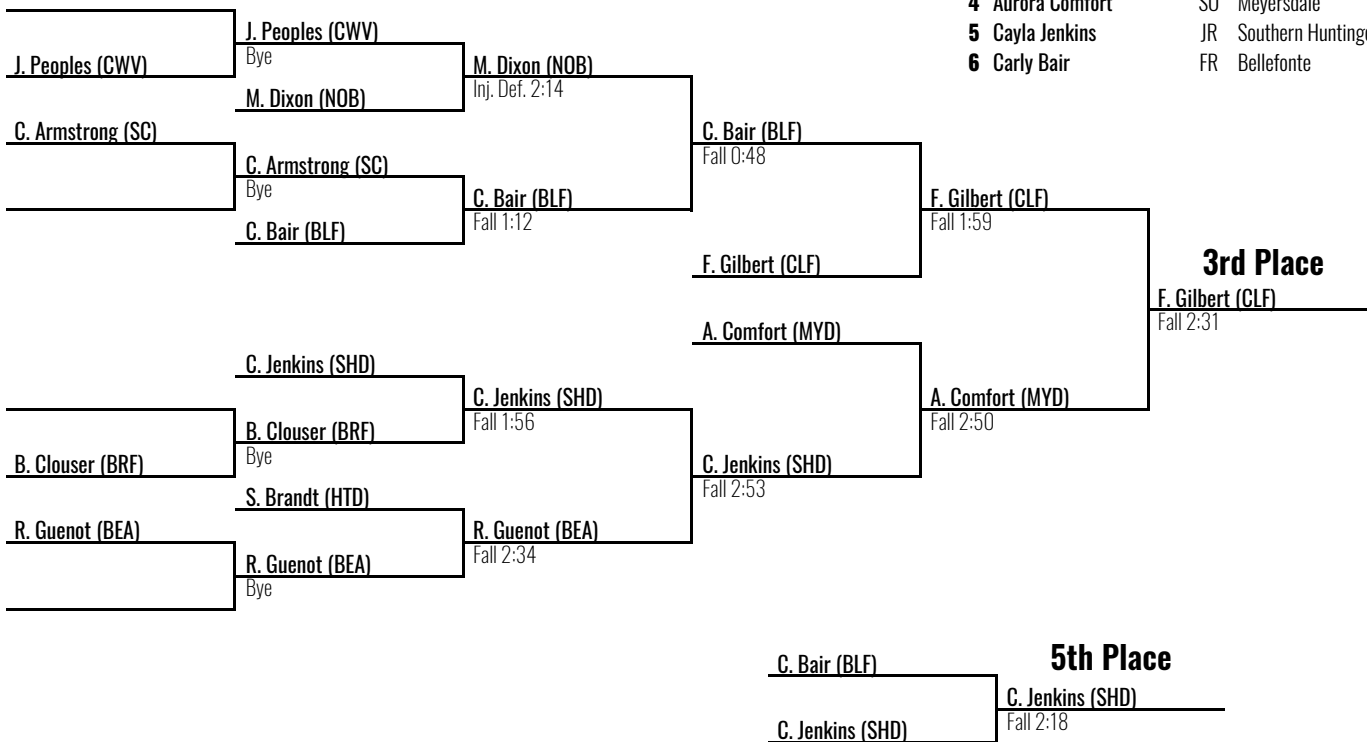 4 Aurora Comfort SO Meyersdale
5 Cayla Jenkins JR Southern
6 Carly Bair FR Bellefonte
J. Peoples (CWV)
Bye
J. Peoples (CWV)
M. Dixon (NOB)
Inj. Def. 2:14
M. Dixon (NOB)
C. Armstrong (SC)
C. Bair (BLF)
Fall 0:48
C. Armstrong (SC)
Bye
C. Bair (BLF)
Fall 1:12
F. Gilbert (CLF)
Fall 1:59
C. Bair (BLF)
F. Gilbert (CLF)
3rd Place
F. Gilbert (CLF)
Fall 2:31
A. Comfort (MYD)
C. Jenkins (SHD)
C. Jenkins (SHD)
Fall 1:56
A. Comfort (MYD)
Fall 2:50
B. Clouser (BRF)
Bye
B. Clouser (BRF)
C. Jenkins (SHD)
Fall 2:53
S. Brandt (HTD)
R. Guenot (BEA)
R. Guenot (BEA)
Fall 2:34
R. Guenot (BEA)
Bye
5th Place
C. Bair (BLF)
C. Jenkins (SHD)
Fall 2:18
C. Jenkins (SHD)